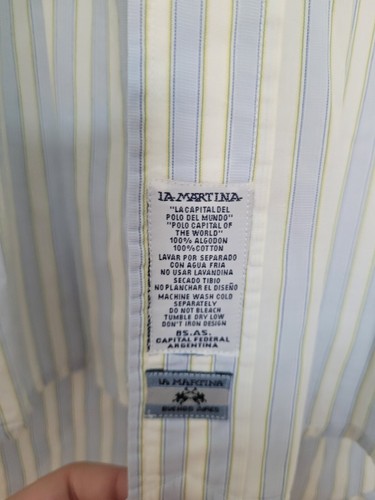 LA MARTINA
"LA CAPITAL DEL
POLO DEL MUNDO"
"POLO CAPITAL OF
THE WORLD"
100% ALGODON
100% COTTON
LAVAR POR SEPARADO
CON AGUA FRIA
NO USAR LAVANDINA
SECADO TIBIO
NO PLANCHAR EL DISEÑO
MACHINE WASH COLD
SEPARATELY
DO NOT BLEACH
TUMBLE DRY LOW
DON'T IRON DESIGN
BS.AS.
CAPITAL FEDERAL
ARGENTINA
LA MARTINA
BUENOS AIRES